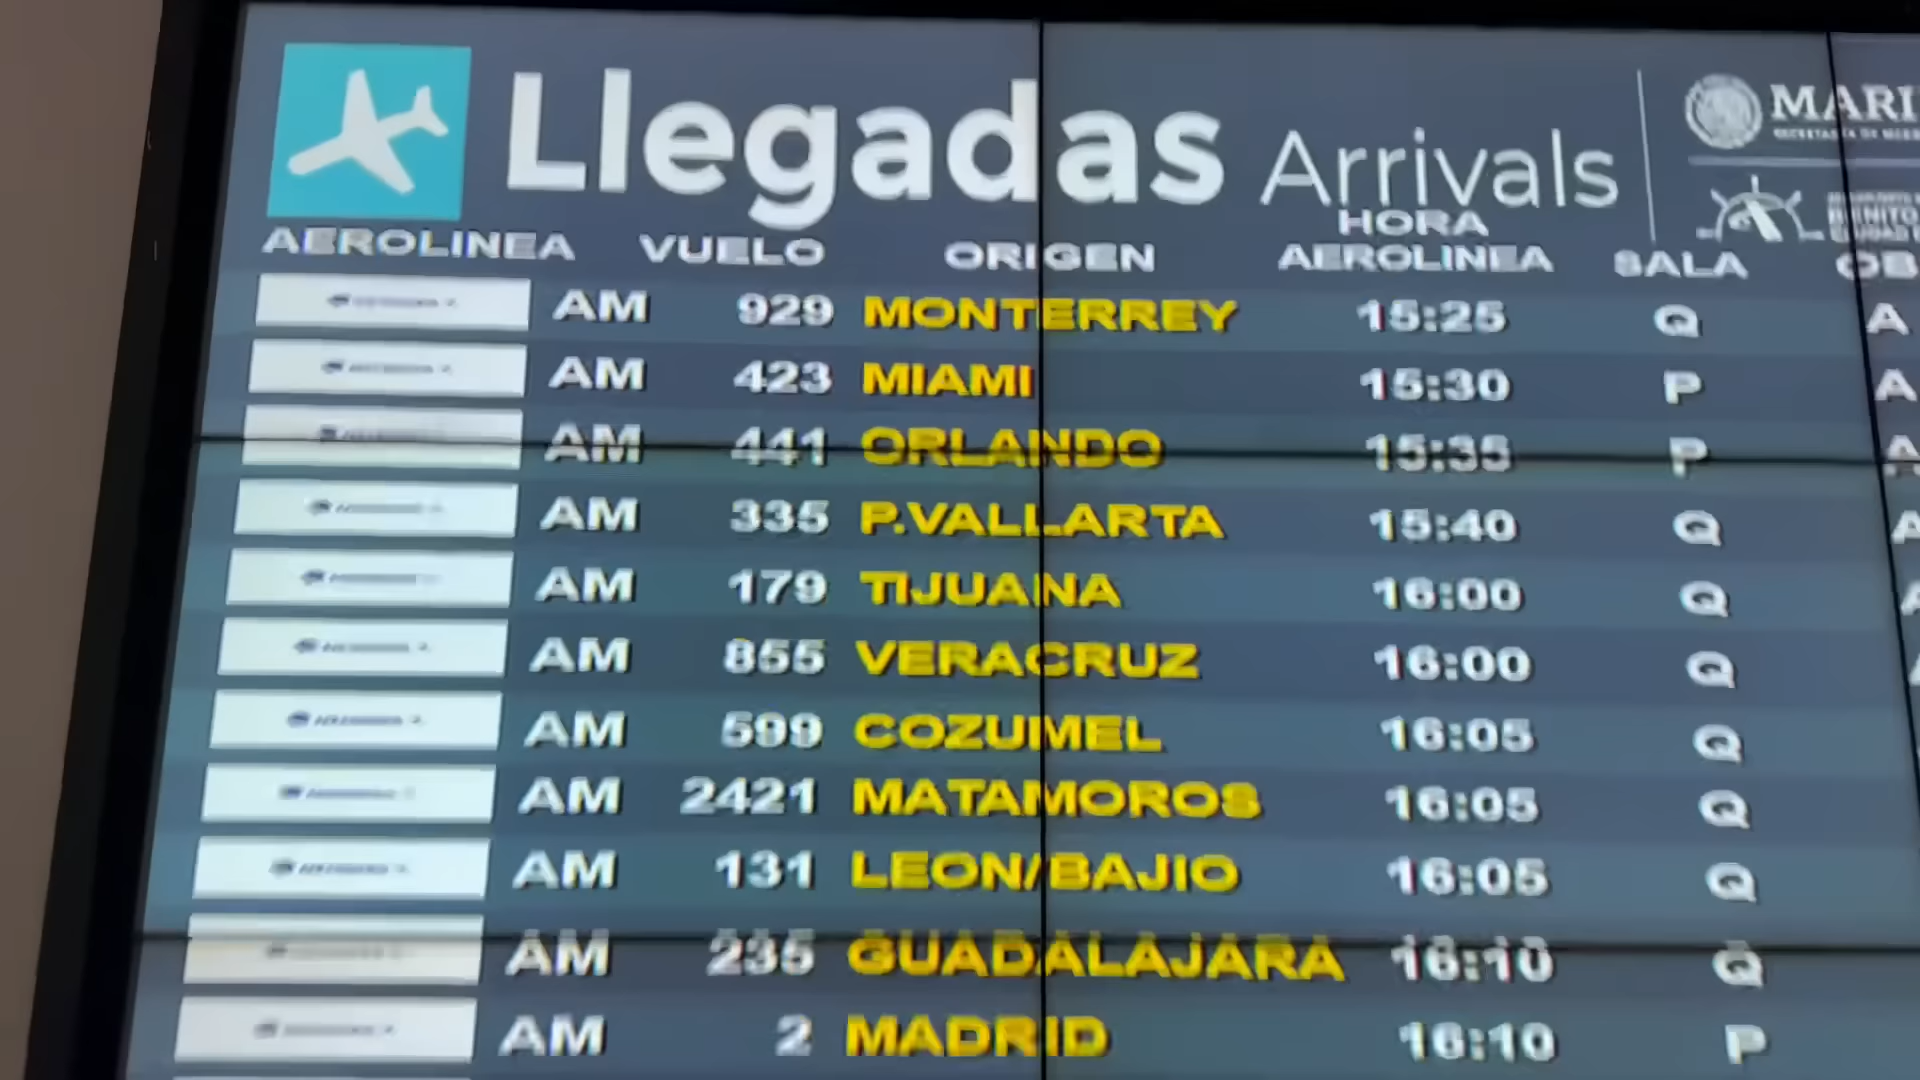 Llegadas Arrivals
MARI
BENITO
HORA
AEROLINEA VUELO ORIGEN AEROLINEA SALA OB
AM 929 MONTERREY 15:25 Q A
AM 423 MIAMI 15:30 P A
AM 441 ORLANDO 15:35 P A
AM 335 P.VALLARTA 15:40 Q A
AM 179 TIJUANA 16:00 Q A
AM 855 VERACRUZ 16:00 Q
AM 599 COZUMEL 16:05 Q
AM 2421 MATAMOROS 16:05 Q
AM 131 LEON/BAJIO 16:05 Q
AM 235 GUADALAJARA 16:10 Q
AM 2 MADRID 16:10 P